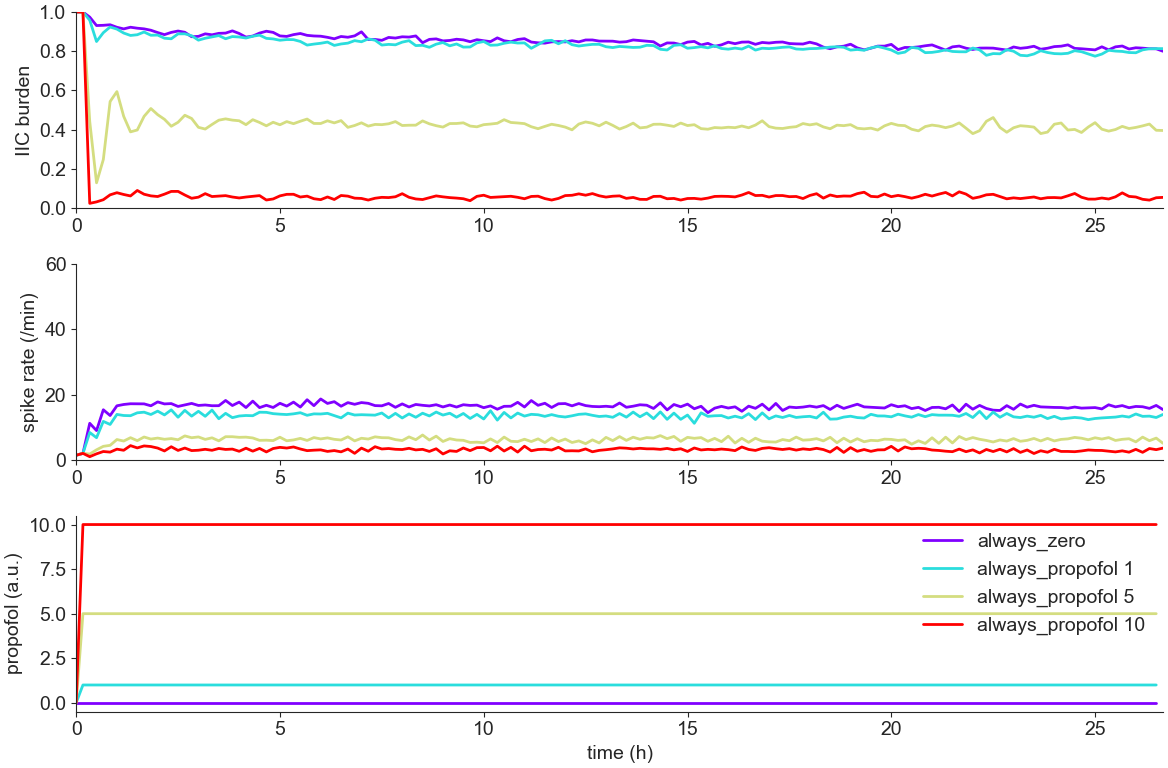 1.0
0.8
0.6
0.4
0.2
0.0
IIC burden
0 5 10 15 20 25
60
40
20
0
spike rate (/min)
0 5 10 15 20 25
10.0
7.5
5.0
2.5
0.0
propofol (a.u.)
always_zero
always_propofol 1
always_propofol 5
always_propofol 10
0 5 10 15 20 25
time (h)